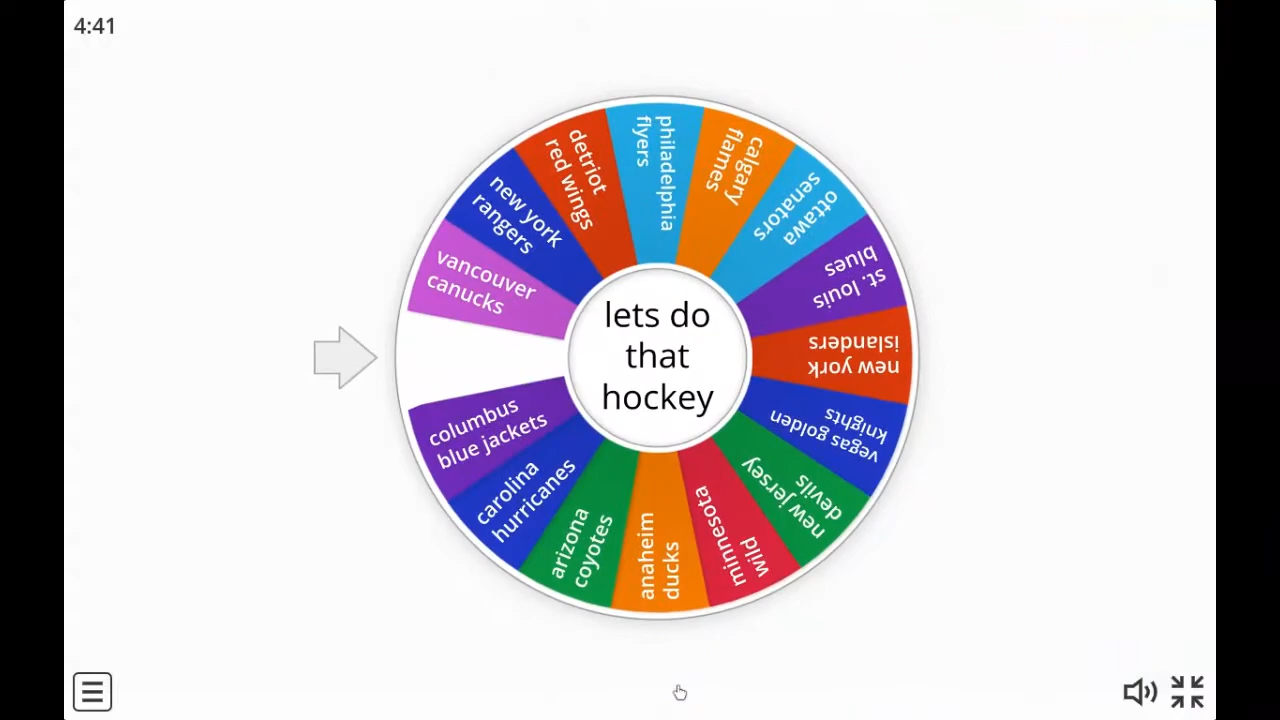 4:41
lets do
that
hockey
philadelphia
flyers
calgary
flames
ottawa
senators
st. louis
blues
new york
islanders
vegas golden
knights
new jersey
devils
minnesota
wild
anaheim
ducks
arizona
coyotes
carolina
hurricanes
columbus
blue jackets
vancouver
canucks
new york
rangers
detriot
red wings